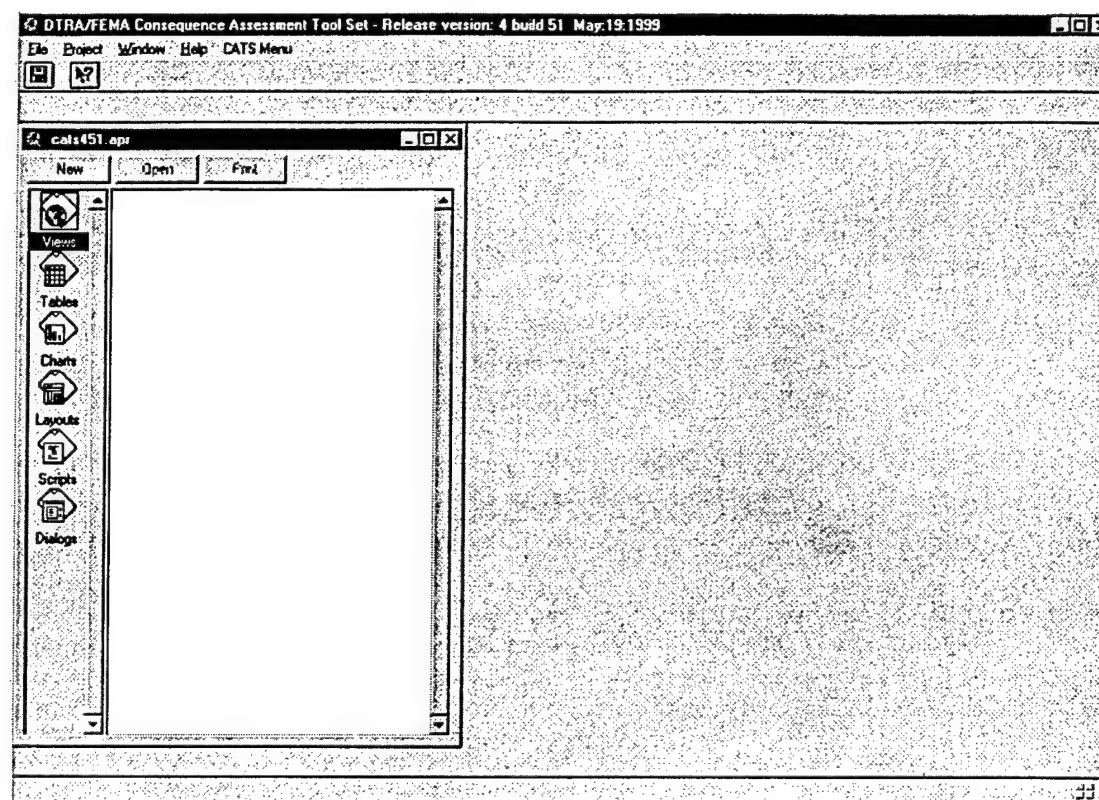 DTRA/FEMA Consequence Assessment Tool Set - Release version: 4 build 51 May:19:1999
File Project Window Help CATS Menu
cats451.apr
New Open Print
Views
Tables
Charts
Layouts
Scripts
Dialogs